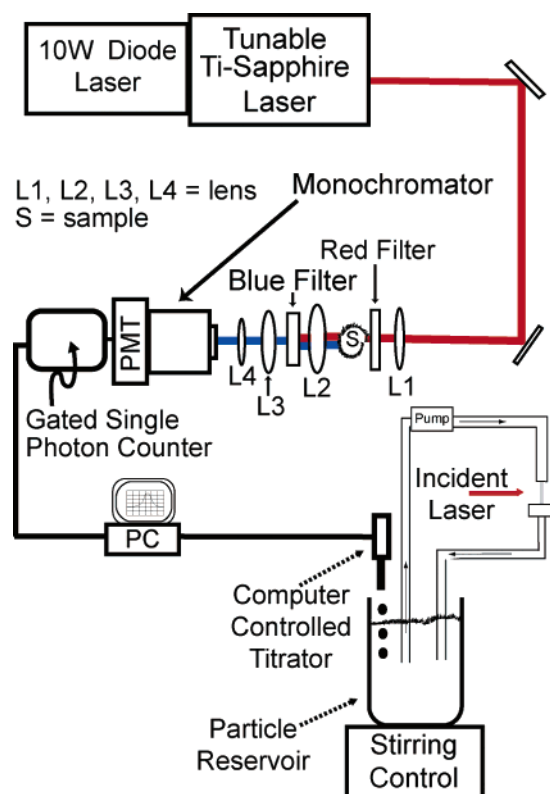 10W Diode
Laser
Tunable
Ti-Sapphire
Laser
L1, L2, L3, L4 = lens
S = sample
Monochromator
Red Filter
Blue Filter
PMT
S
L4
L3
L2
L1
Gated Single
Photon Counter
Pump
Incident
Laser
PC
Computer
Controlled
Titrator
Particle
Reservoir
Stirring
Control